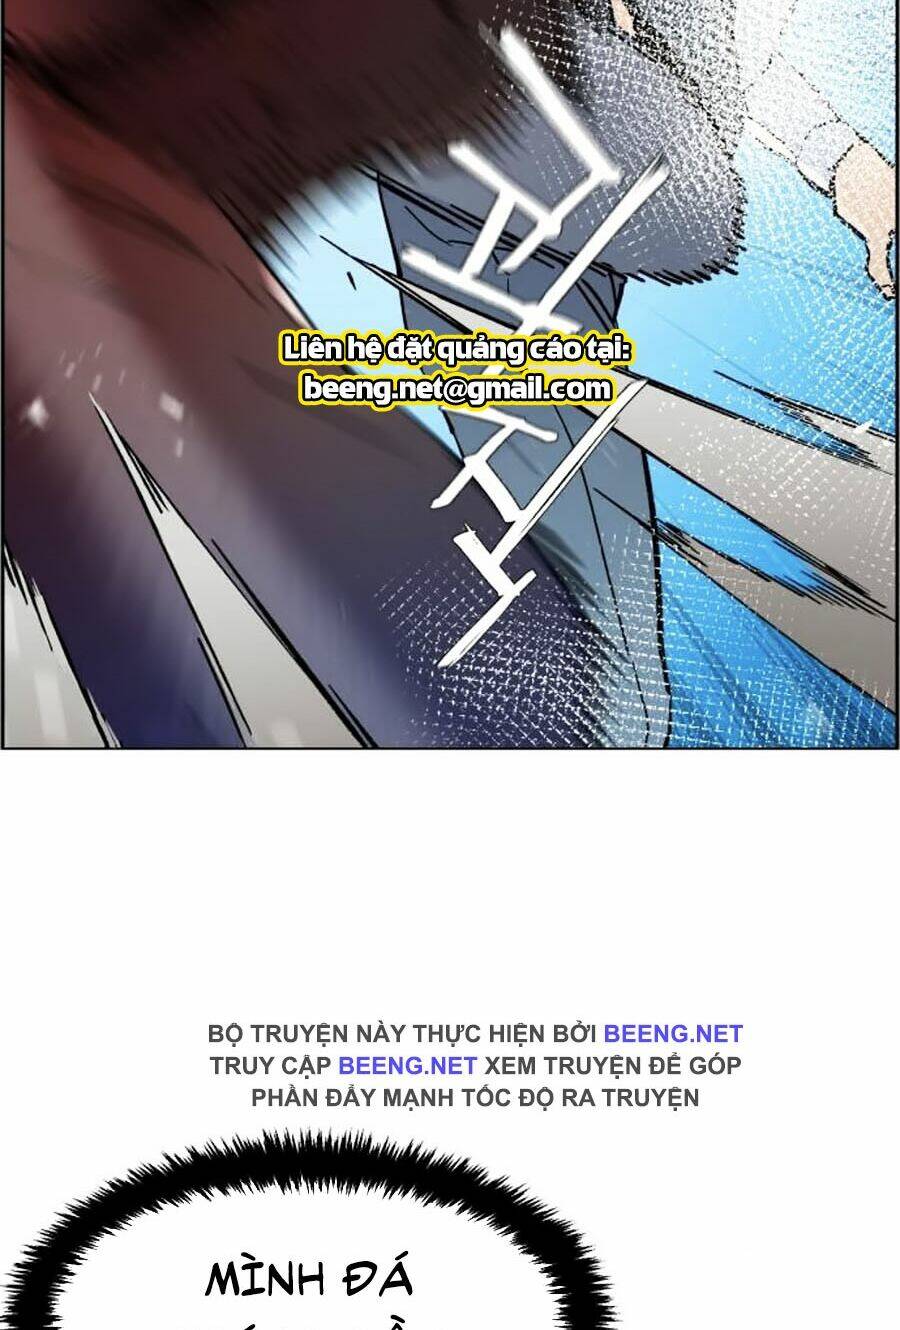 Liên hệ đặt quảng cáo tại:
beeng.net@gmail.com
BỘ TRUYỆN NÀY THỰC HIỆN BỞI BEENG.NET
TRUY CẬP BEENG.NET XEM TRUYỆN ĐỂ GÓP
PHẦN ĐẨY MẠNH TỐC ĐỘ RA TRUYỆN
MÌNH ĐÁ